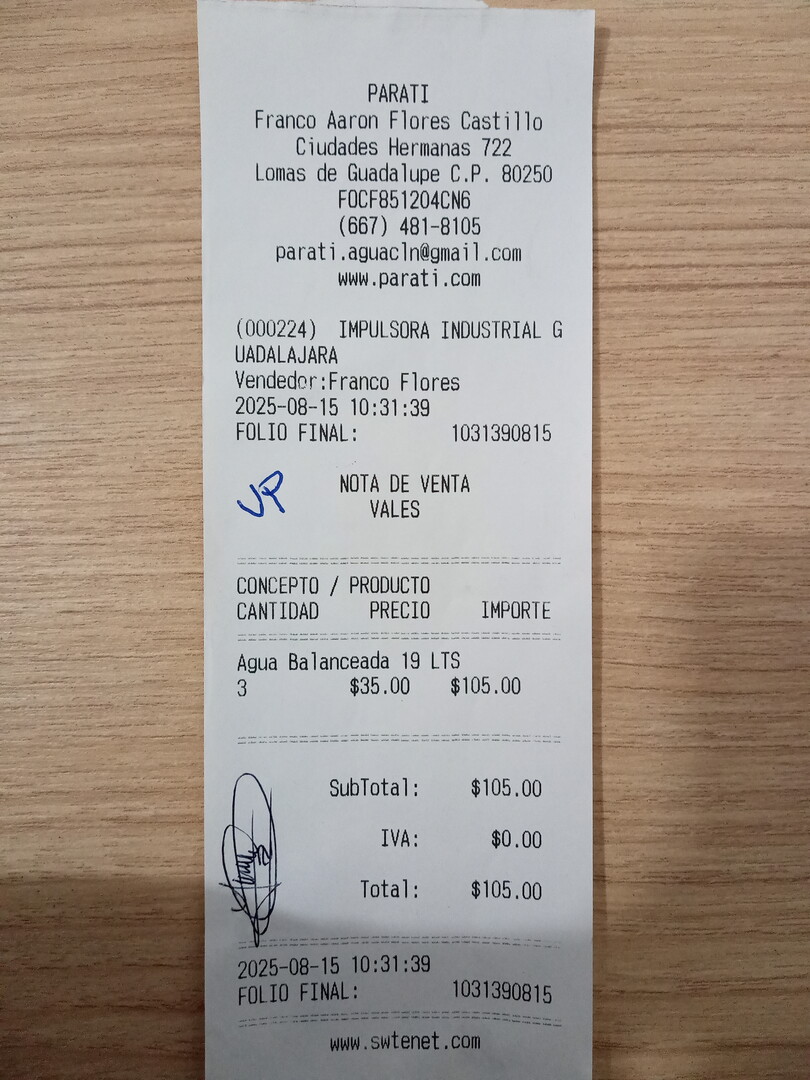 PARATI
Franco Aaron Flores Castillo
Ciudades Hermanas 722
Lomas de Guadalupe C.P. 80250
FOCF851204CN6
(667) 481-8105
parati.aguacln@gmail.com
www.parati.com
(000224) IMPULSORA INDUSTRIAL G
UADALAJARA
Vendedor:Franco Flores
2025-08-15 10:31:39
FOLIO FINAL: 1031390815
VP
NOTA DE VENTA
VALES
CONCEPTO / PRODUCTO
CANTIDAD PRECIO IMPORTE
Agua Balanceada 19 LTS
3 $35.00 $105.00
SubTotal: $105.00
IVA: $0.00
Total: $105.00
2025-08-15 10:31:39
FOLIO FINAL: 1031390815
www.swtenet.com